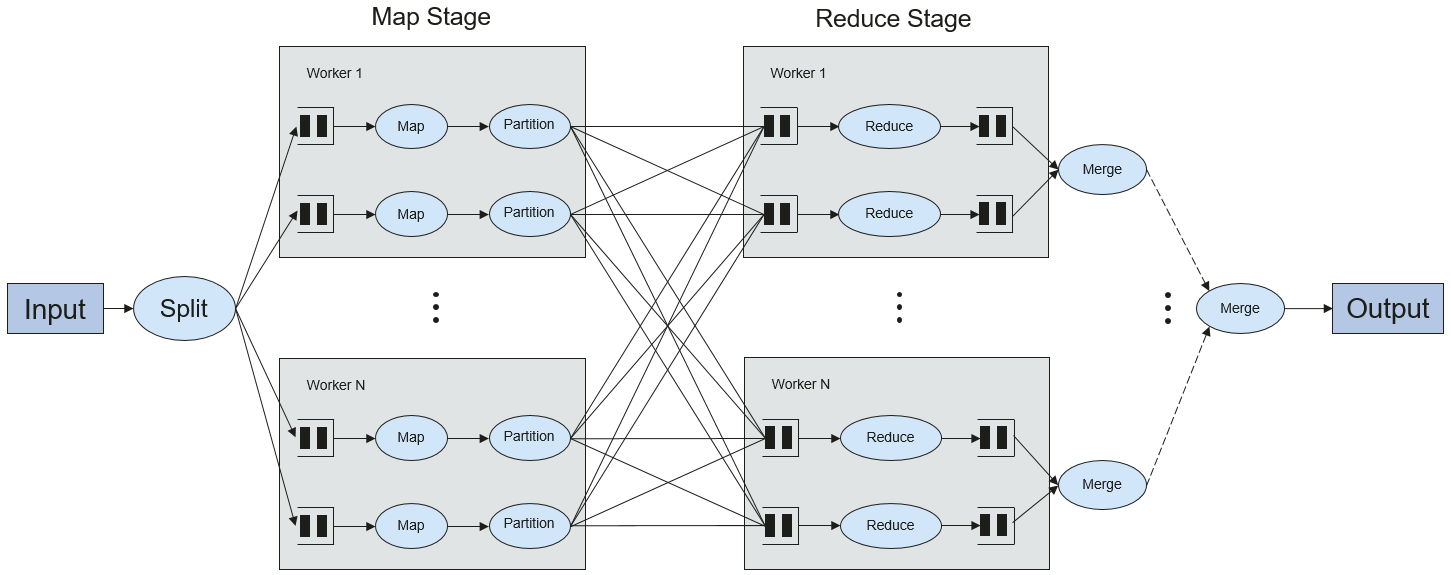 Map Stage
Reduce Stage
Worker 1
Map
Partition
Map
Partition
Worker 1
Reduce
Reduce
Merge
Input
Split
Merge
Output
Worker N
Map
Partition
Map
Partition
Worker N
Reduce
Reduce
Merge